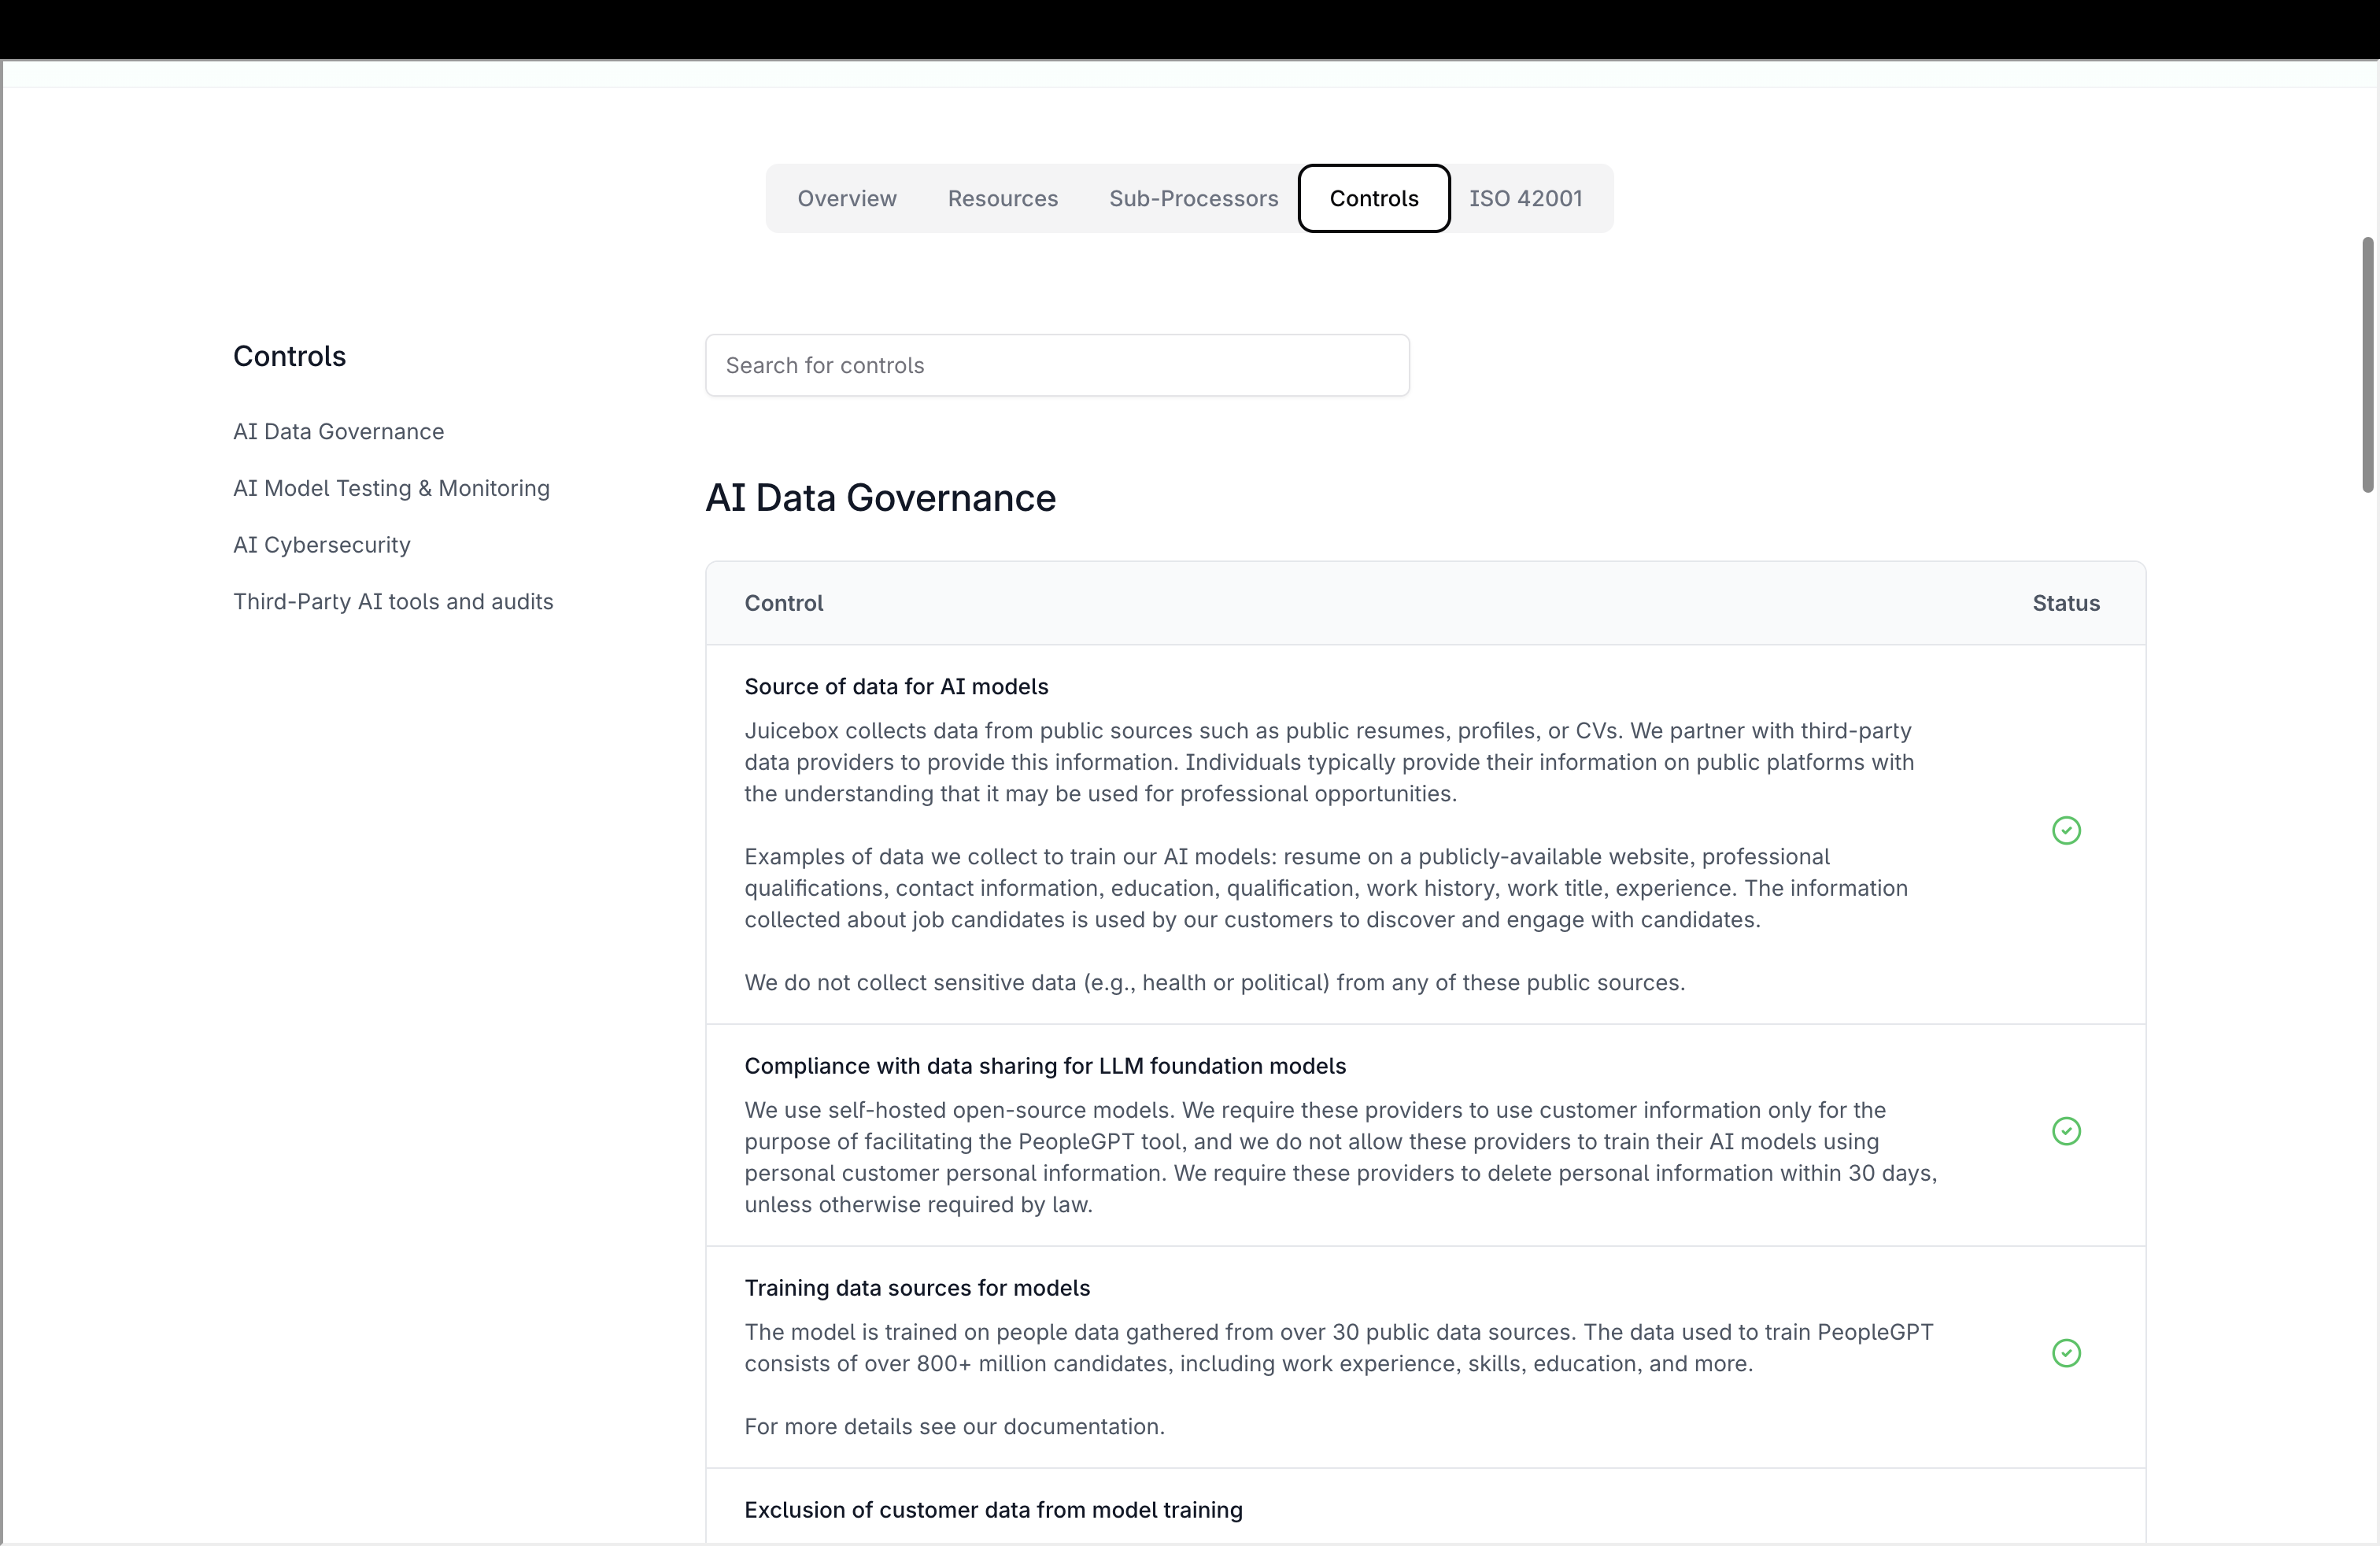 Overview
Resources
Sub-Processors
Controls
ISO 42001
Controls
AI Data Governance
AI Model Testing & Monitoring
AI Cybersecurity
Third-Party AI tools and audits
Search for controls
AI Data Governance
Control
Status
Source of data for AI models
Juicebox collects data from public sources such as public resumes, profiles, or CVs. We partner with third-party
data providers to provide this information. Individuals typically provide their information on public platforms with
the understanding that it may be used for professional opportunities.
Examples of data we collect to train our AI models: resume on a publicly-available website, professional
qualifications, contact information, education, qualification, work history, work title, experience. The information
collected about job candidates is used by our customers to discover and engage with candidates.
We do not collect sensitive data (e.g., health or political) from any of these public sources.
Compliance with data sharing for LLM foundation models
We use self-hosted open-source models. We require these providers to use customer information only for the
purpose of facilitating the PeopleGPT tool, and we do not allow these providers to train their AI models using
personal customer personal information. We require these providers to delete personal information within 30 days,
unless otherwise required by law.
Training data sources for models
The model is trained on people data gathered from over 30 public data sources. The data used to train PeopleGPT
consists of over 800+ million candidates, including work experience, skills, education, and more.
For more details see our documentation.
Exclusion of customer data from model training